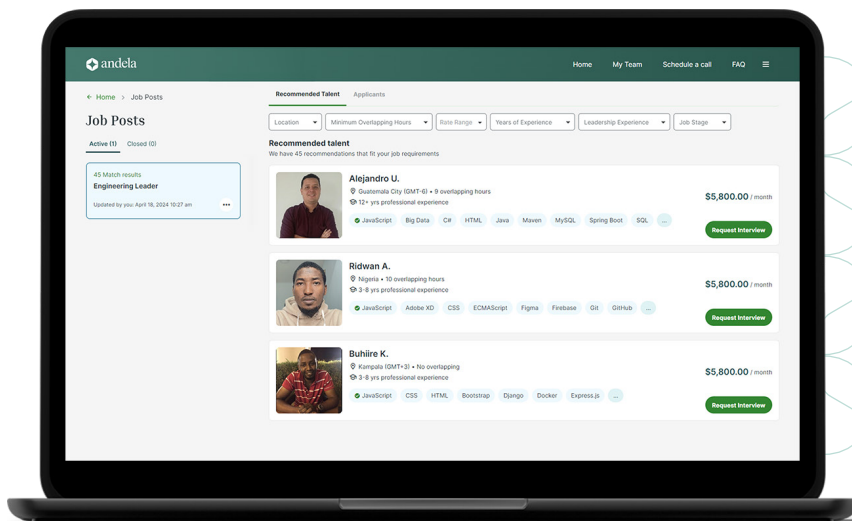 andela
Home My Team Schedule a call FAQ
← Home > Job Posts
Job Posts
Active (1) Closed (0)
45 Match results
Engineering Leader
Updated by you: April 18, 2024 10:27 am
Recommended Talent Applicants
Location Minimum Overlapping Hours Rate Range Years of Experience Leadership Experience Job Stage
Recommended talent
We have 45 recommendations that fit your job requirements
Alejandro U.
Guatemala City (GMT-6) • 9 overlapping hours
12+ yrs professional experience
$5,800.00 / month
JavaScript Big Data C# HTML Java Maven MySQL Spring Boot SQL ...
Request Interview
Ridwan A.
Nigeria • 10 overlapping hours
3-8 yrs professional experience
$5,800.00 / month
JavaScript Adobe XD CSS ECMAScript Figma Firebase Git GitHub ...
Request Interview
Buhiire K.
Kampala (GMT+3) • No overlapping
3-8 yrs professional experience
$5,800.00 / month
JavaScript CSS HTML Bootstrap Django Docker Express.js ...
Request Interview